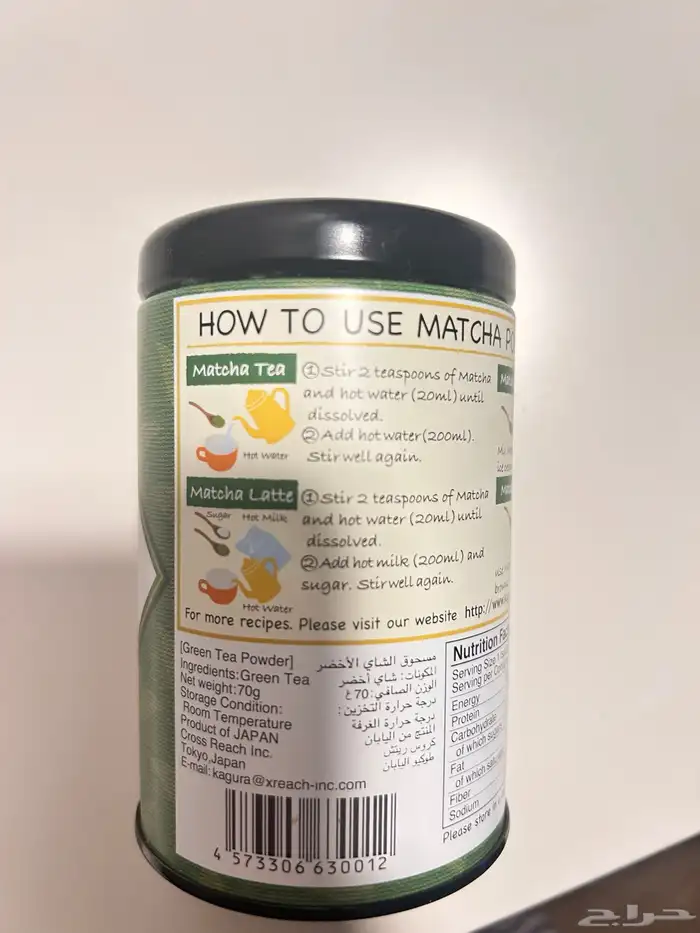 HOW TO USE MATCHA PO
Matcha Tea
①Stir 2 teaspoons of Matcha
and hot water (20ml) until
dissolved.
②Add hot water (200ml).
Stir well again.
Hot Water
Matcha Latte
Sugar Hot Milk
①Stir 2 teaspoons of Matcha
and hot water (20ml) until
dissolved.
②Add hot milk (200ml) and
sugar. Stir well again.
Hot Water
For more recipes. Please visit our website http://www
[Green Tea Powder]
Ingredients:Green Tea
Net weight:70g
Storage Condition:
Room Temperature
Product of JAPAN
Cross Reach Inc.
Tokyo,Japan
E-mail: kagura@xreach-inc.com
مسحوق الشاي الأخضر
المكونات: شاي أخضر
الوزن الصافي: 70 غ
درجة حرارة التخزين:
درجة حرارة الغرفة
المنتج من اليابان
كروس ريتش
طوكيو اليابان
4 573306 630012
Nutrition Fa
Serving Size
Serving per Co
Energy
Protein
Carbohydrate
of which sugar
Fat
of which
Fiber
Sodium
Please store in
حراج